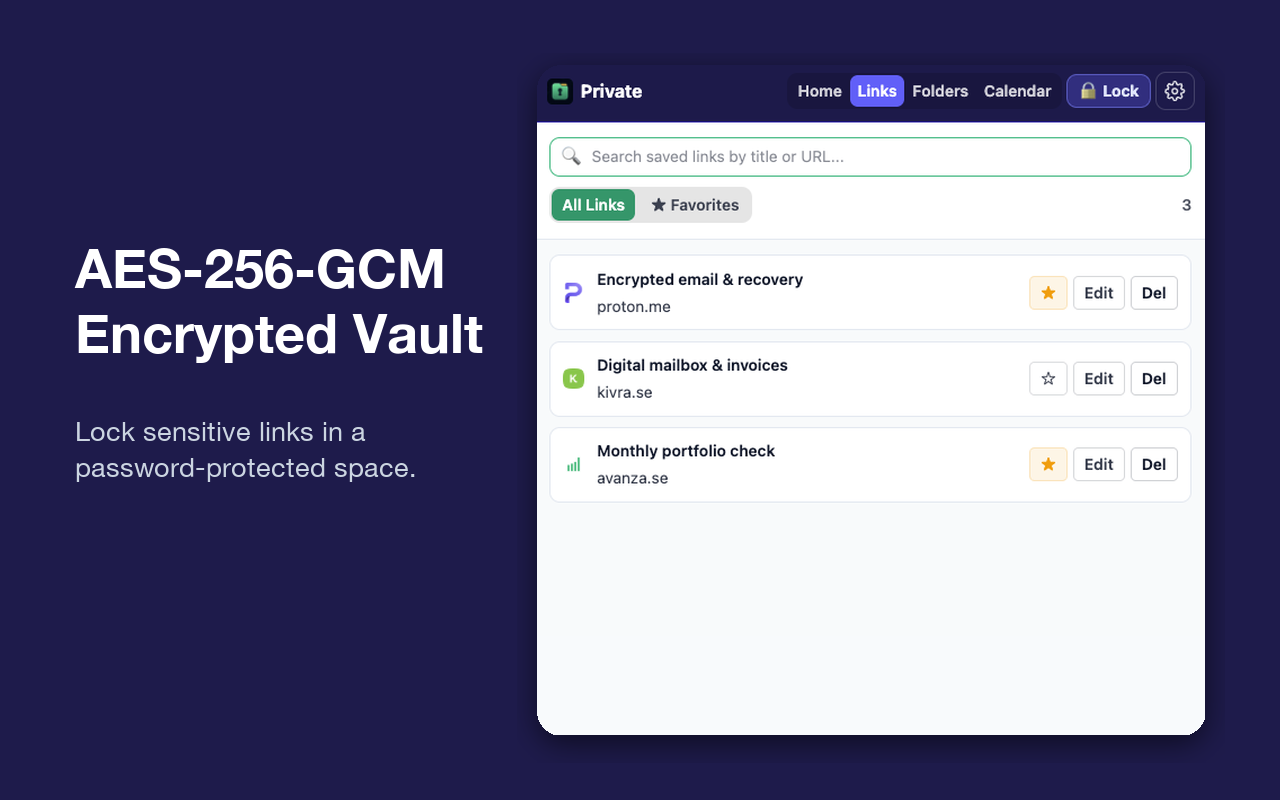 AES-256-GCM
Encrypted Vault
Lock sensitive links in a
password-protected space.
Private
Home Links Folders Calendar Lock
Search saved links by title or URL...
All Links ★ Favorites 3
Encrypted email & recovery
proton.me
★ Edit Del
K
Digital mailbox & invoices
kivra.se
☆ Edit Del
Monthly portfolio check
avanza.se
★ Edit Del